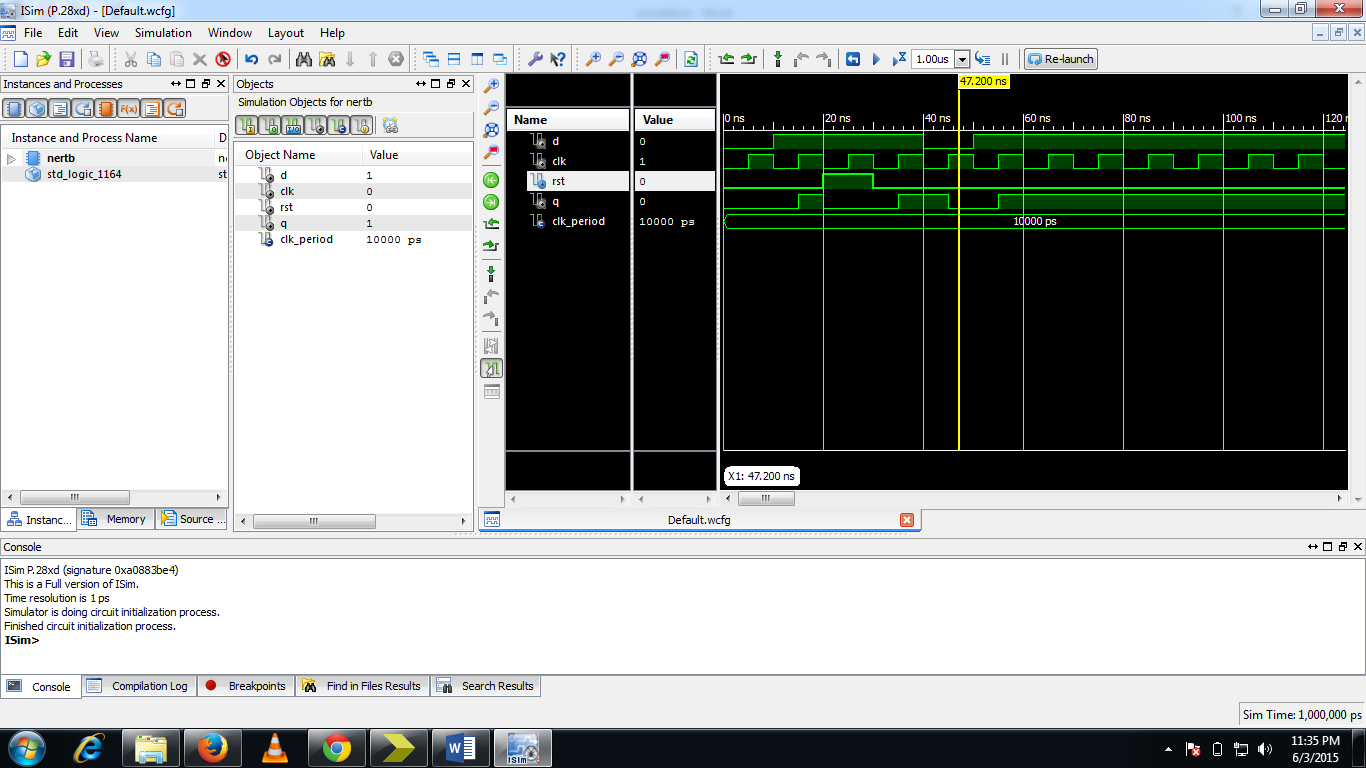 ISim (P.28xd) - [Default.wcfg]
File Edit View Simulation Window Layout Help
1.00us Re-launch
Instances and Processes
Instance and Process Name D
nertb n
std_logic_1164 st
Instanc... Memory Source ...
Objects
Simulation Objects for nertb
Object Name Value
d 1
clk 0
rst 0
q 1
clk_period 10000 ps
Name Value
d 0
clk 1
rst 0
q 0
clk_period 10000 ps
47.200 ns
0 ns 20 ns 40 ns 60 ns 80 ns 100 ns 120 n
10000 ps
X1: 47.200 ns
Default.wcfg
Console
ISim P.28xd (signature 0xa0883be4)
This is a Full version of ISim.
Time resolution is 1 ps
Simulator is doing circuit initialization process.
Finished circuit initialization process.
ISim>
Console Compilation Log Breakpoints Find in Files Results Search Results
Sim Time: 1,000,000 ps
ISim
11:35 PM
6/3/2015